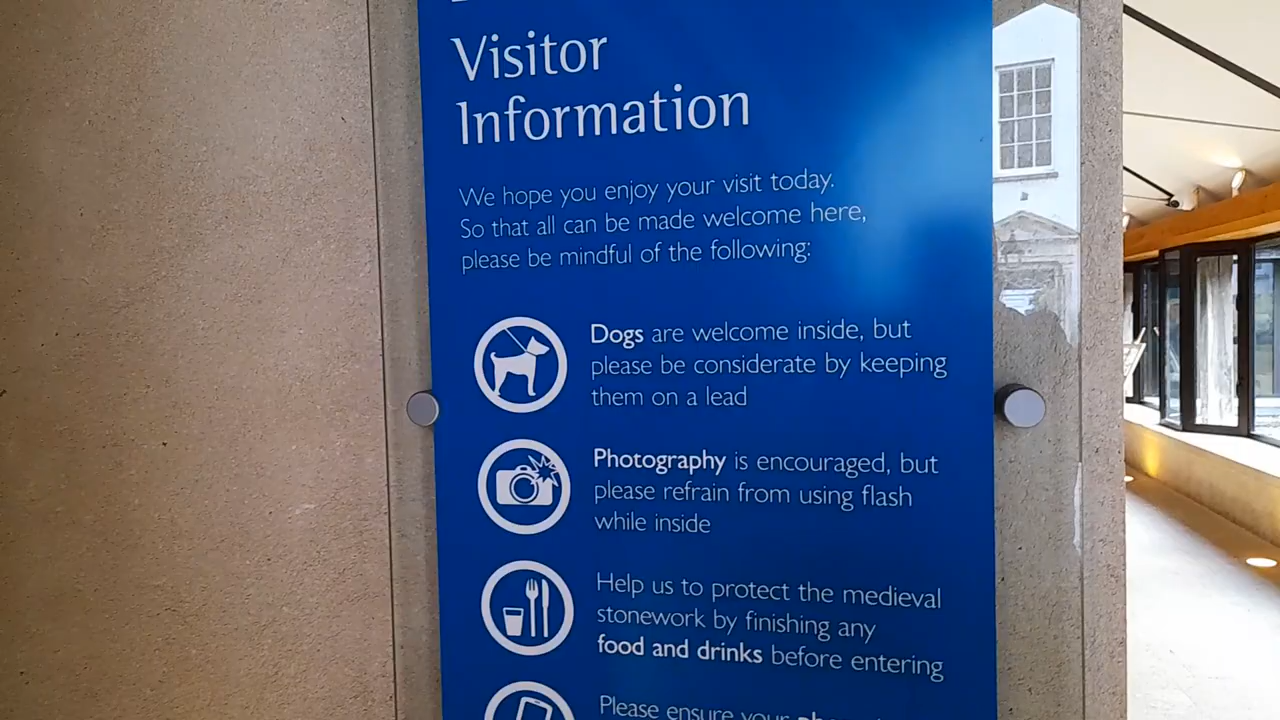 Visitor
Information
We hope you enjoy your visit today.
So that all can be made welcome here,
please be mindful of the following:
Dogs are welcome inside, but
please be considerate by keeping
them on a lead
Photography is encouraged, but
please refrain from using flash
while inside
Help us to protect the medieval
stonework by finishing any
food and drinks before entering
Please ensure your